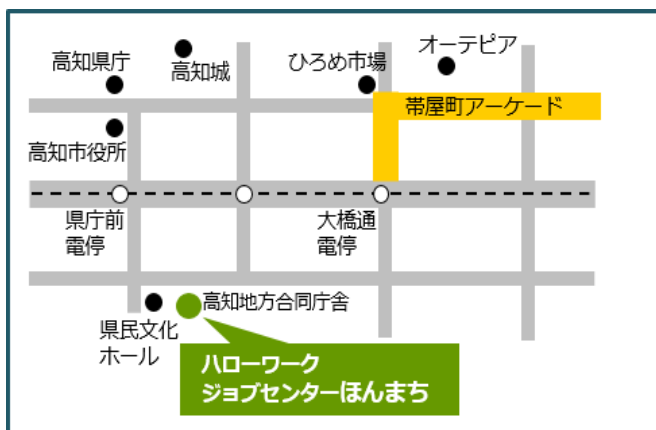 オーテピア
高知県庁
高知城
ひろめ市場
帯屋町アーケード
高知市役所
県庁前
電停
大橋通
電停
高知地方合同庁舎
県民文化
ホール
ハローワーク
ジョブセンターほんまち